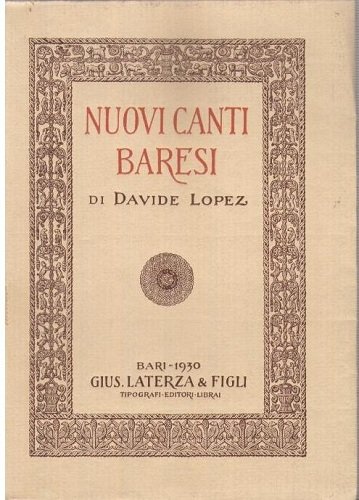 NUOVI CANTI
BARESI
DI DAVIDE LOPEZ
BARI - 1930
GIUS. LATERZA & FIGLI
TIPOGRAFI - EDITORI - LIBRAI